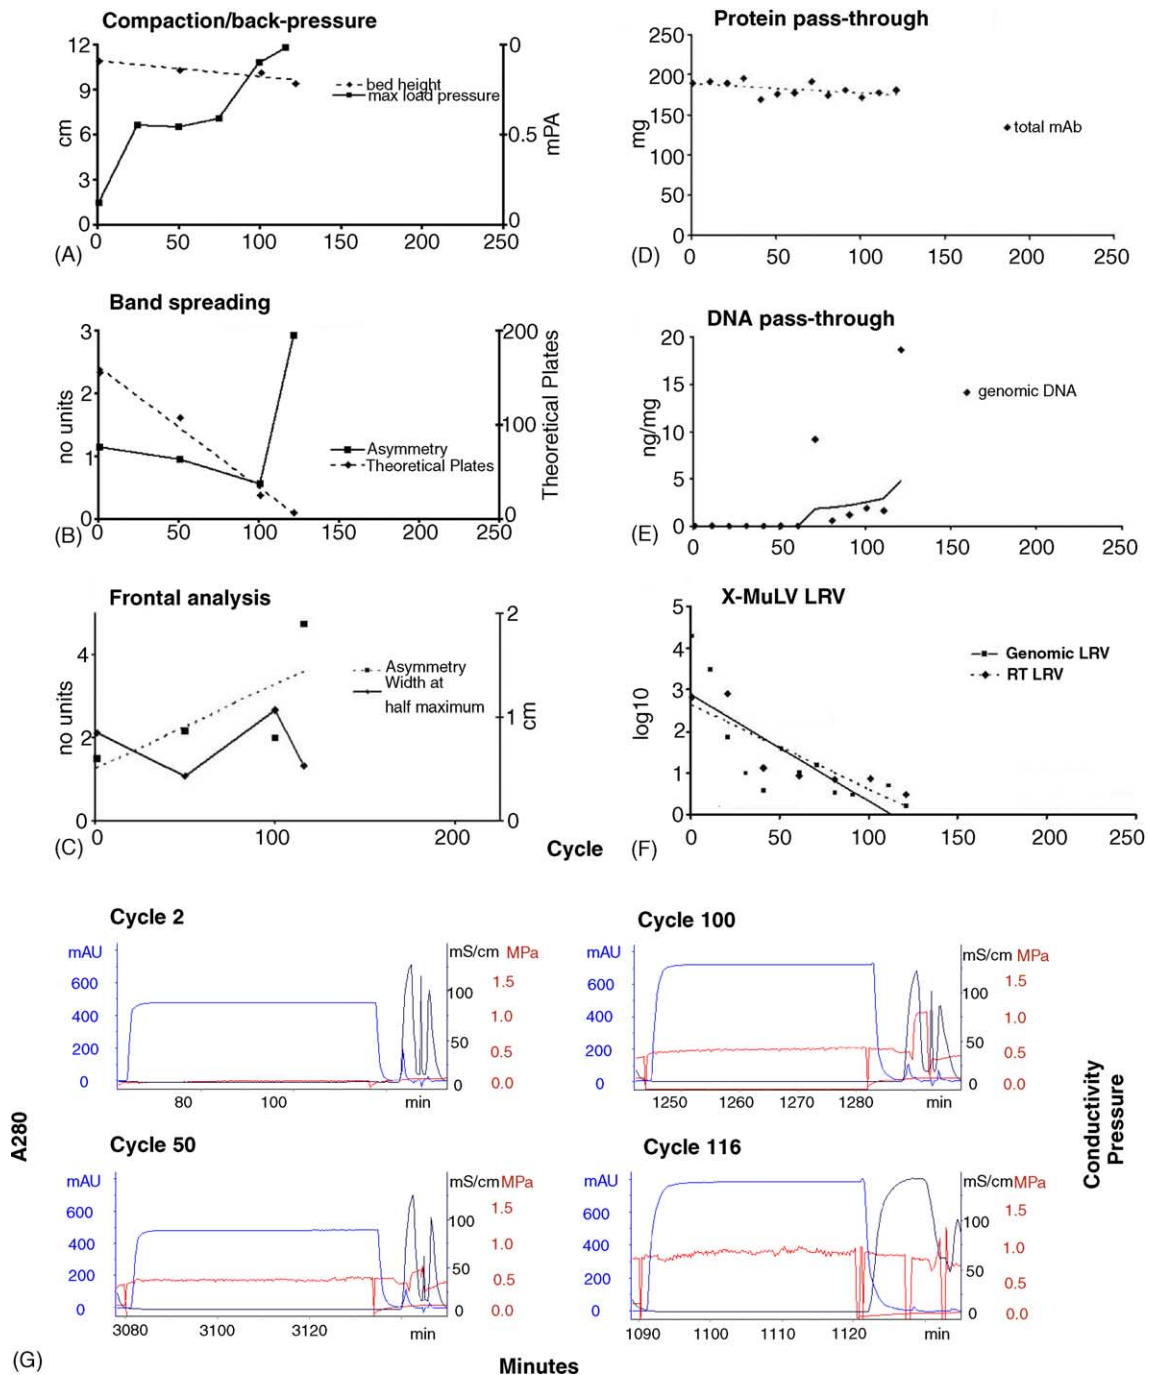 Compaction/back-pressure
12
9
6
3
0
cm
0
0.5
0
mPA
bed height
max load pressure
0 50 100 150 200 250
(A)
Protein pass-through
250
200
150
100
50
0
mg
total mAb
0 50 100 150 200 250
(D)
Band spreading
3
2
1
0
no units
200
100
0
Theoretical Plates
Asymmetry
Theoretical Plates
0 50 100 150 200 250
(B)
DNA pass-through
20
15
10
5
0
ng/mg
genomic DNA
0 50 100 150 200 250
(E)
Frontal analysis
4
2
0
no units
2
1
0
cm
Asymmetry
Width at
half maximum
0 100 200
(C)
X-MuLV LRV
5
4
3
2
1
0
log10
Genomic LRV
RT LRV
0 50 100 150 200 250
(F)
Cycle
Cycle 2
mAU
600
400
200
0
mS/cm MPa
100
50
0
1.5
1.0
0.5
0.0
80 100 min
Cycle 100
mAU
600
400
200
0
mS/cm MPa
100
50
0
1.5
1.0
0.5
0.0
1250 1260 1270 1280 min
Cycle 50
mAU
600
400
200
0
mS/cm MPa
100
50
0
1.5
1.0
0.5
0.0
3080 3100 3120 min
Cycle 116
mAU
600
400
200
0
mS/cm MPa
100
50
0
1.5
1.0
0.5
0.0
1090 1100 1110 1120 min
A280
Conductivity
Pressure
(G)
Minutes